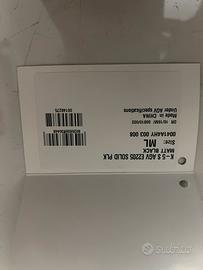 K-5 S AGV E2205 SOLID PLK
MATT BLACK
Size: ML
0041A4HY 003 008
Made in CHINA
Under AGV specifications
00148275
subito